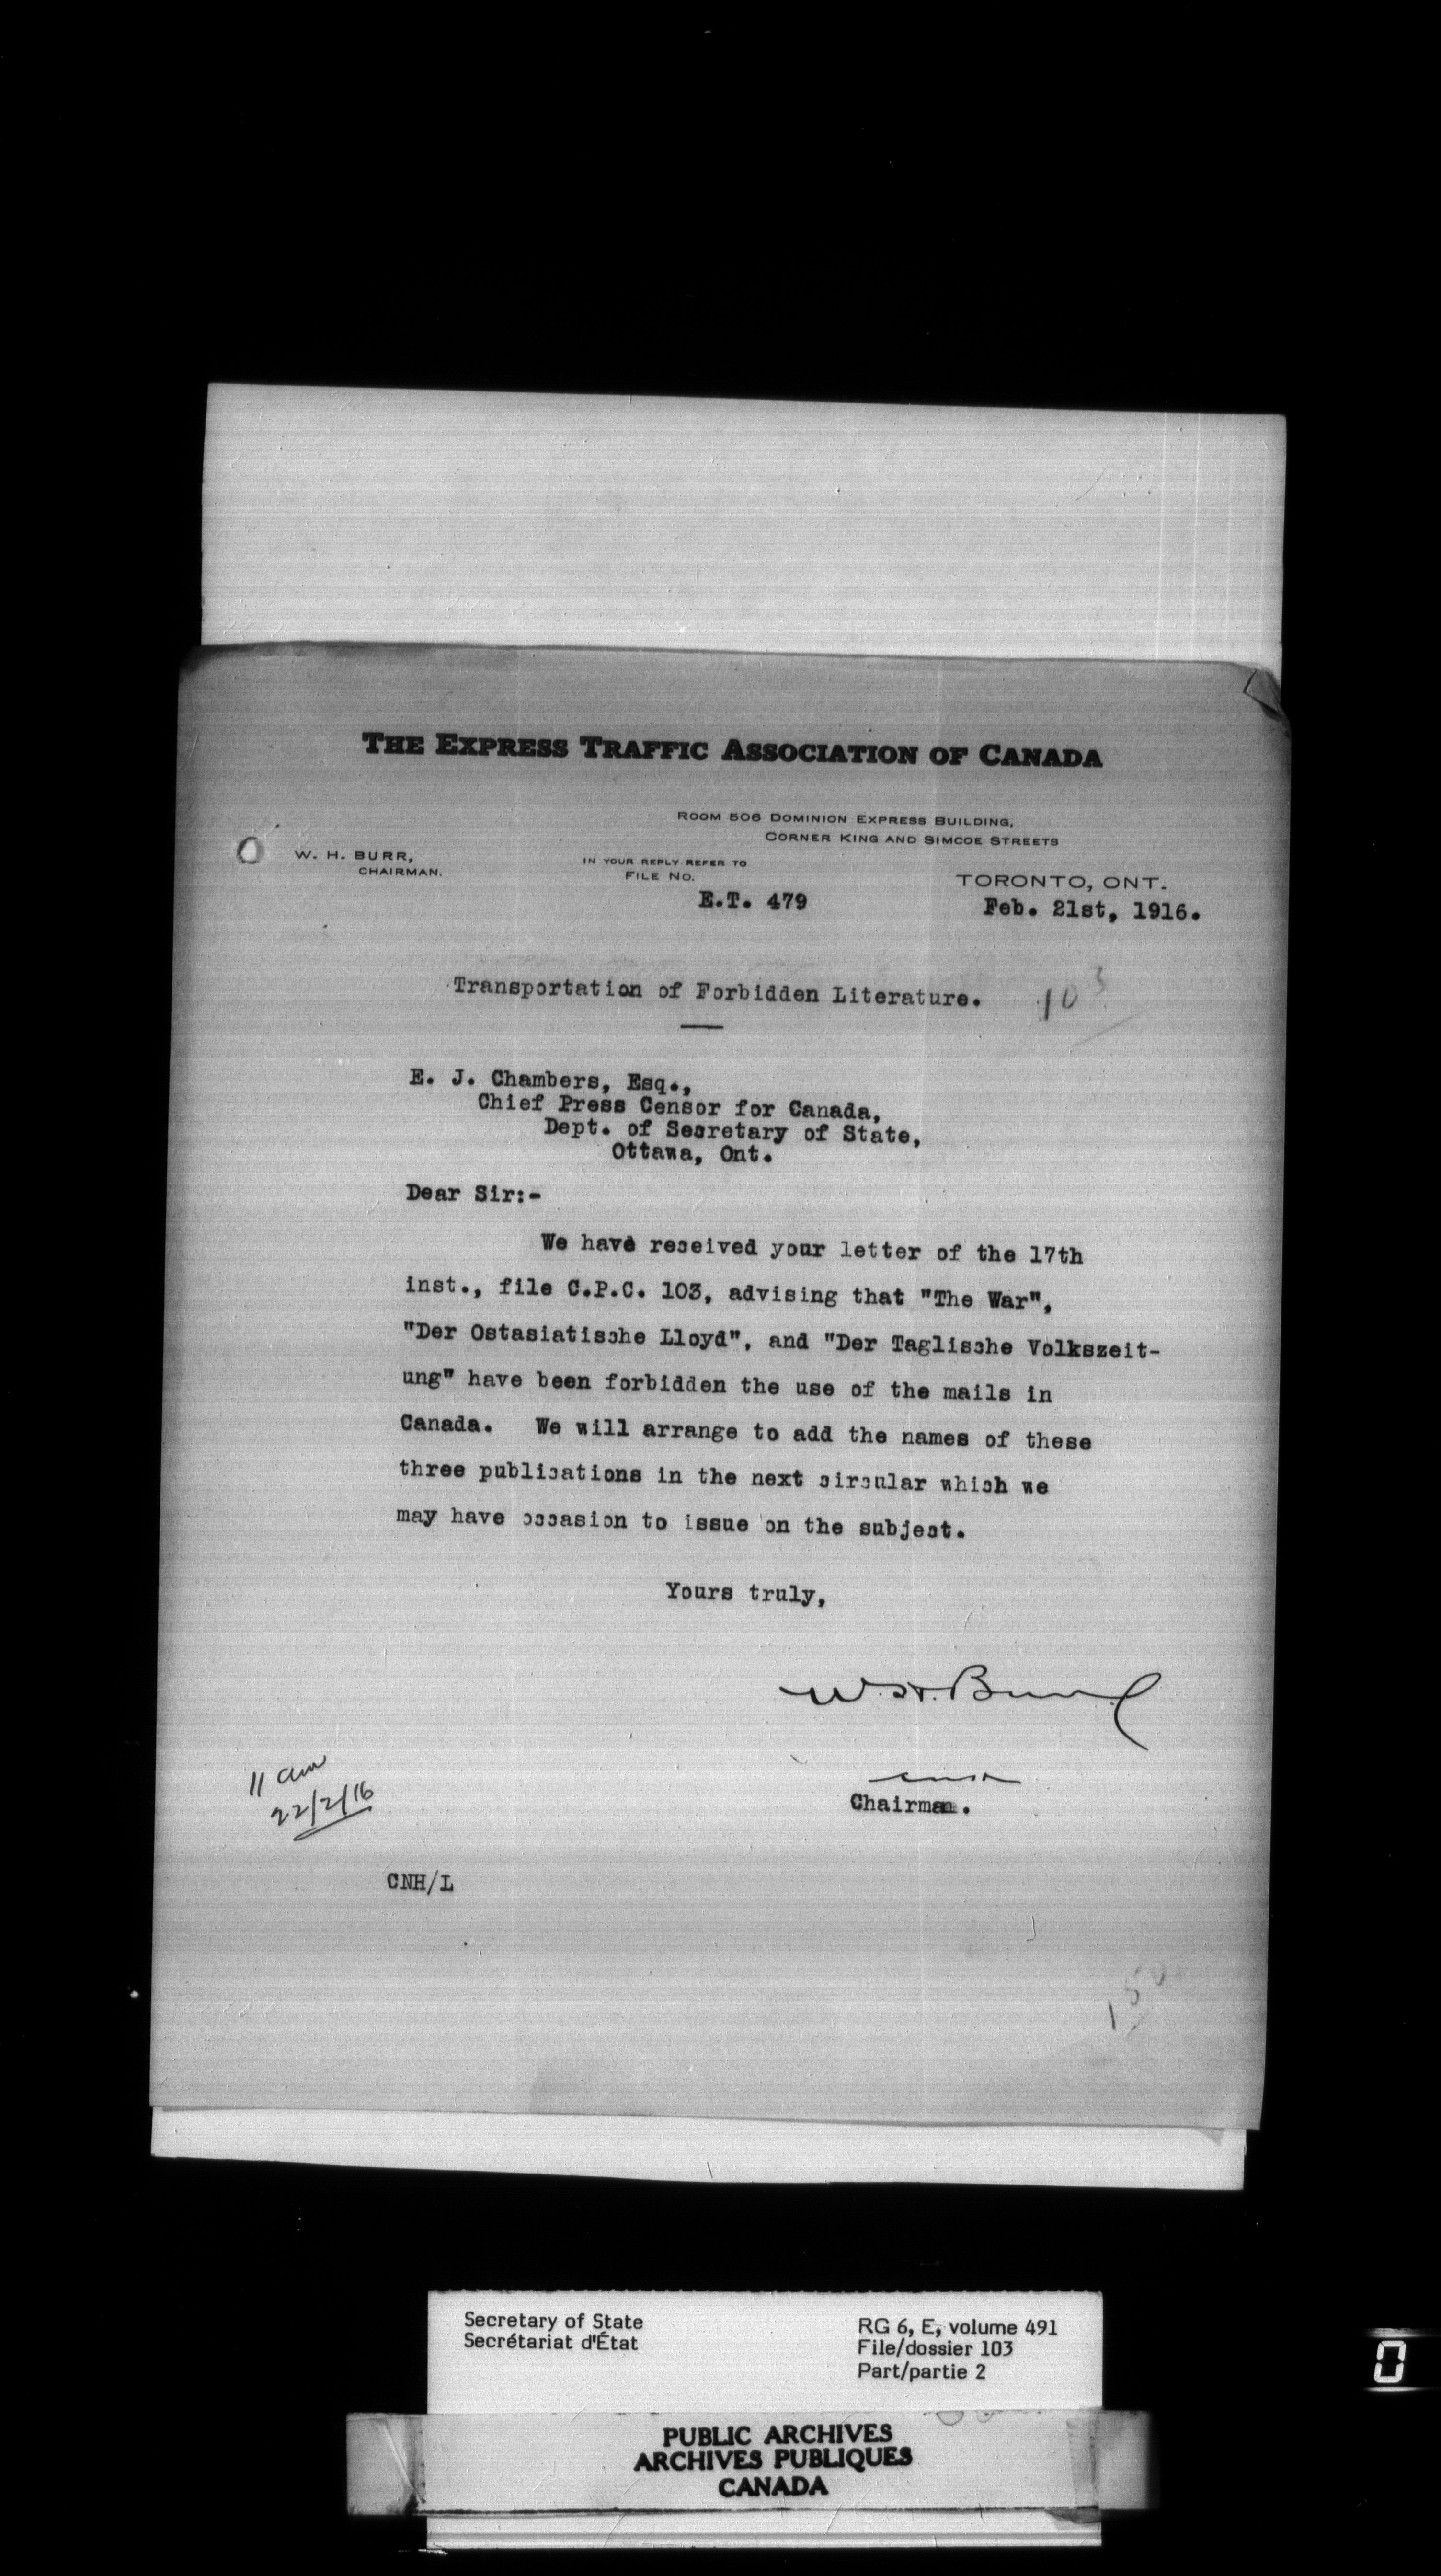 THE EXPRESS TRAFFIC ASSOCIATION OF CANADA
ROOM 506 DOMINION EXPRESS BUILDING,
CORNER KING AND SIMCOE STREETS
W. H. BURR,
CHAIRMAN.
IN YOUR REPLY REFER TO
FILE NO.
E.T. 479
TORONTO, ONT.
Feb. 21st, 1916.
Transportation of Forbidden Literature.
103
E. J. Chambers, Esq.,
Chief Press Censor for Canada,
Dept. of Secretary of State,
Ottawa, Ont.
Dear Sir:-
We have received your letter of the 17th
inst., file C.P.C. 103, advising that "The War",
"Der Ostasiatische Lloyd", and "Der Taglische Volkszeit-
ung" have been forbidden the use of the mails in
Canada. We will arrange to add the names of these
three publications in the next circular which we
may have occasion to issue on the subject.
Yours truly,
W. H. Burr
Chairman.
11 am
22/2/16
CNH/L
Secretary of State
Secrétariat d'État
RG 6, E, volume 491
File/dossier 103
Part/partie 2
PUBLIC ARCHIVES
ARCHIVES PUBLIQUES
CANADA
0